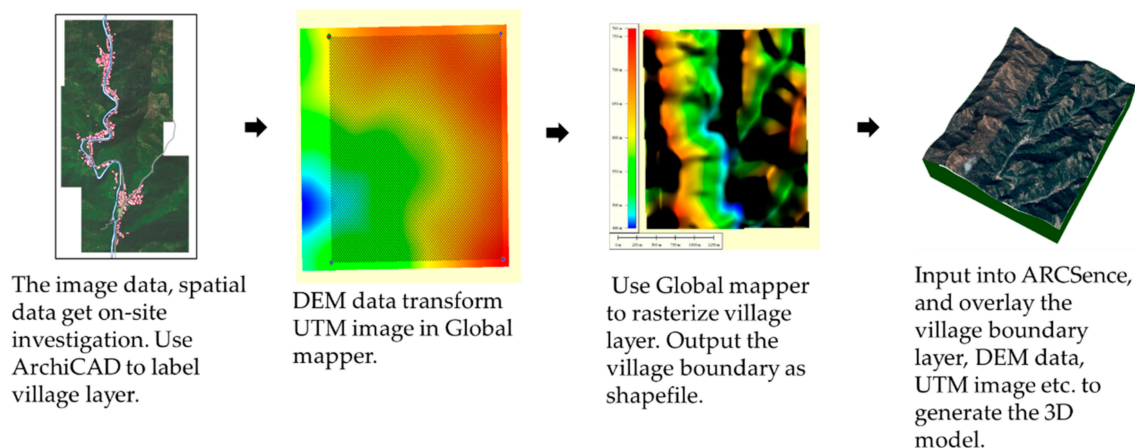 The image data, spatial
data get on-site
investigation. Use
ArchiCAD to label
village layer.
DEM data transform
UTM image in Global
mapper.
Use Global mapper
to rasterize village
layer. Output the
village boundary as
shapefile.
Input into ARCSence,
and overlay the
village boundary
layer, DEM data,
UTM image etc. to
generate the 3D
model.